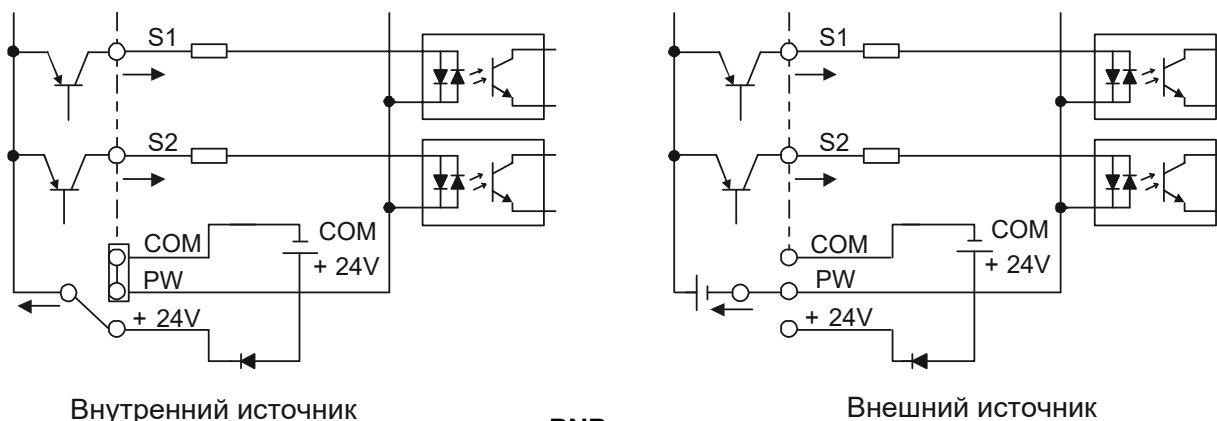 S1
S2
COM
PW
+ 24V
COM
+ 24V
S1
S2
COM
PW
+ 24V
COM
+ 24V
Внутренний источник
Внешний источник